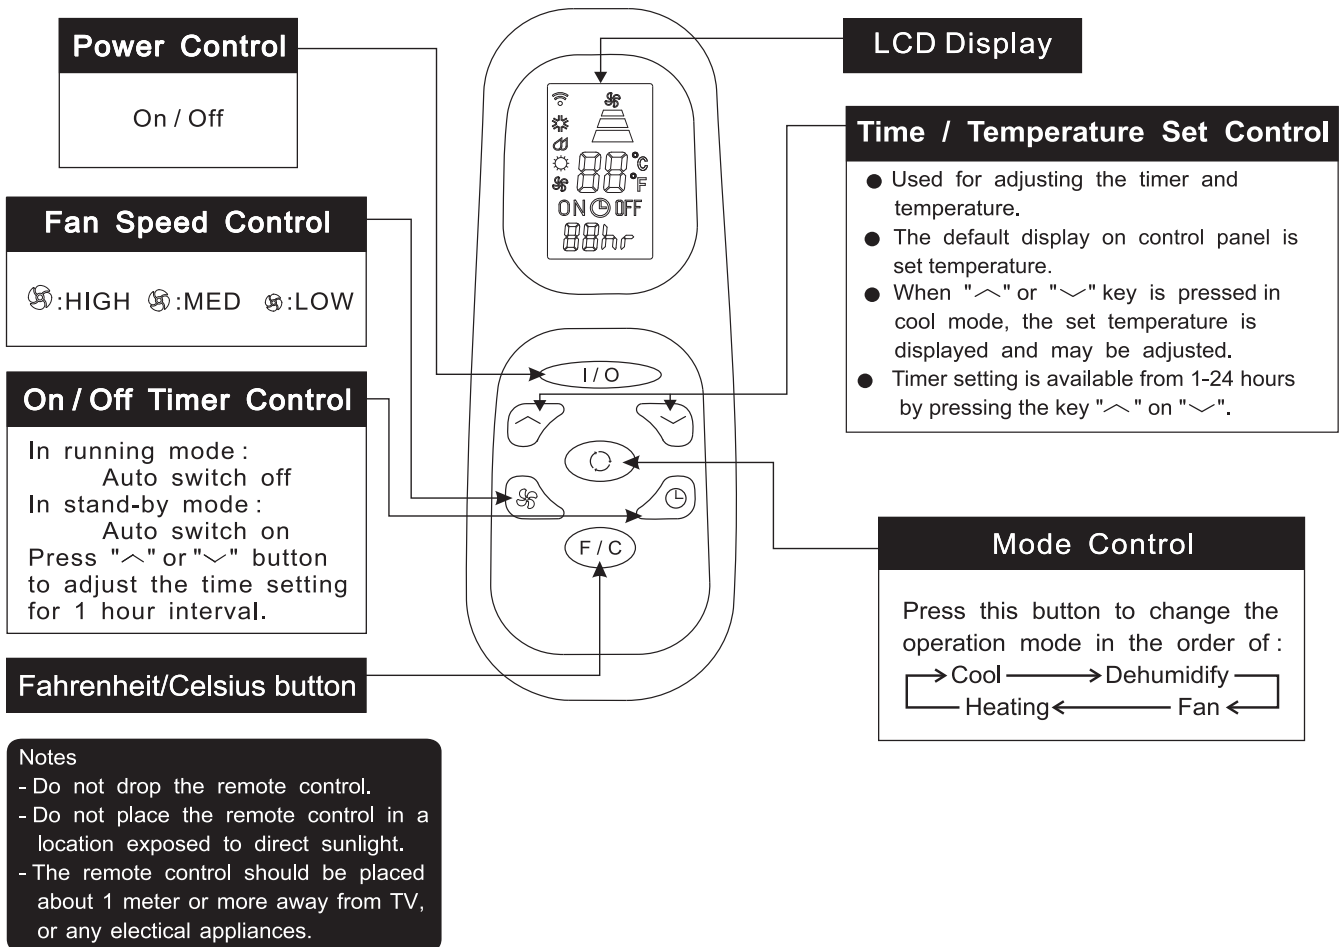 Power Control
On / Off
Fan Speed Control
:HIGH :MED :LOW
On / Off Timer Control
In running mode :
Auto switch off
In stand-by mode :
Auto switch on
Press "︿" or "﹀" button
to adjust the time setting
for 1 hour interval.
Fahrenheit/Celsius button
Notes
- Do not drop the remote control.
- Do not place the remote control in a
location exposed to direct sunlight.
- The remote control should be placed
about 1 meter or more away from TV,
or any electical appliances.
88 °C
°F
ON OFF
88hr
I / O
F / C
LCD Display
Time / Temperature Set Control
● Used for adjusting the timer and
temperature.
● The default display on control panel is
set temperature.
● When "︿" or "﹀" key is pressed in
cool mode, the set temperature is
displayed and may be adjusted.
● Timer setting is available from 1-24 hours
by pressing the key "︿" on "﹀".
Mode Control
Press this button to change the
operation mode in the order of :
Cool Dehumidify
Heating Fan